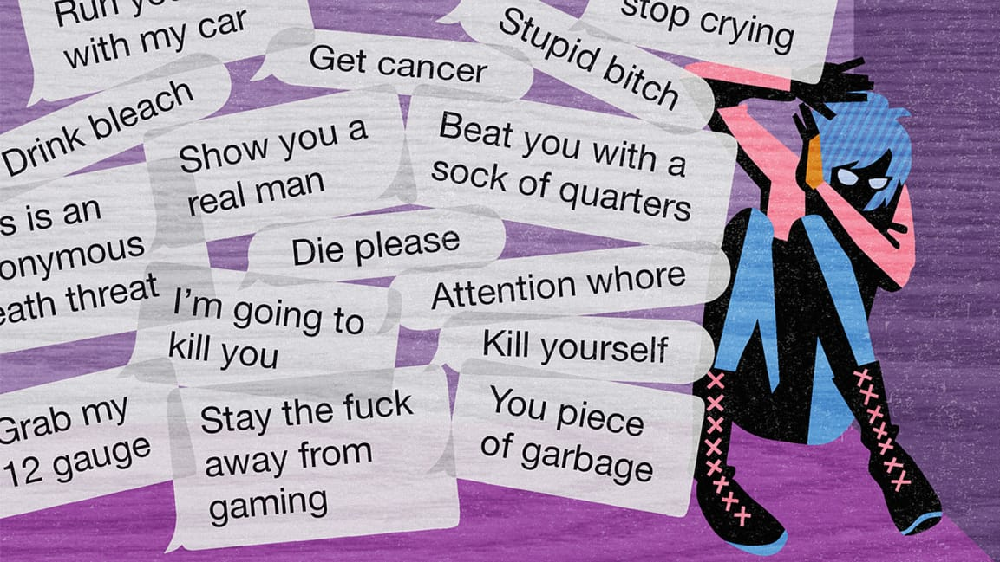 Run
with my car
Get cancer
Stupid bitch
stop crying
Drink bleach
Show you a
real man
Beat you with a
sock of quarters
s is an
onymous
eath threat
Die please
Attention whore
I'm going to
kill you
Kill yourself
Grab my
12 gauge
Stay the fuck
away from
gaming
You piece
of garbage